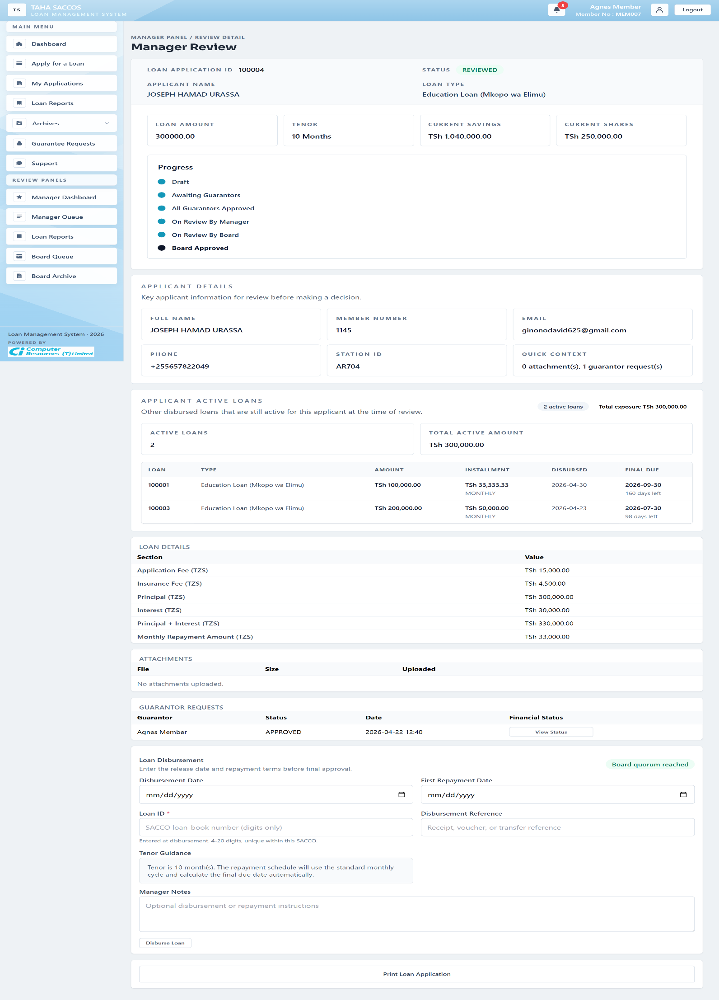 TS
TAHA SACCOS
LOAN MANAGEMENT SYSTEM
5
Agnes Member
Member No : MEM007
Logout
MAIN MENU
Dashboard
Apply for a Loan
My Applications
Loan Reports
Archives
Guarantee Requests
Support
REVIEW PANELS
Manager Dashboard
Manager Queue
Loan Reports
Board Queue
Board Archive
Loan Management System · 2026
POWERED BY
Ci Computer
Resources (T) Limited
MANAGER PANEL / REVIEW DETAIL
Manager Review
LOAN APPLICATION ID 100004
STATUS REVIEWED
APPLICANT NAME
JOSEPH HAMAD URASSA
LOAN TYPE
Education Loan (Mkopo wa Elimu)
LOAN AMOUNT
300000.00
TENOR
10 Months
CURRENT SAVINGS
TSh 1,040,000.00
CURRENT SHARES
TSh 250,000.00
Progress
Draft
Awaiting Guarantors
All Guarantors Approved
On Review By Manager
On Review By Board
Board Approved
APPLICANT DETAILS
Key applicant information for review before making a decision.
FULL NAME
JOSEPH HAMAD URASSA
MEMBER NUMBER
1145
EMAIL
ginonodavid625@gmail.com
PHONE
+255657822049
STATION ID
AR704
QUICK CONTEXT
0 attachment(s), 1 guarantor request(s)
APPLICANT ACTIVE LOANS
Other disbursed loans that are still active for this applicant at the time of review.
2 active loans
Total exposure TSh 300,000.00
ACTIVE LOANS
2
TOTAL ACTIVE AMOUNT
TSh 300,000.00
LOAN TYPE AMOUNT INSTALLMENT DISBURSED FINAL DUE
100001 Education Loan (Mkopo wa Elimu) TSh 100,000.00 TSh 33,333.33 2026-04-30 2026-09-30
MONTHLY 160 days left
100003 Education Loan (Mkopo wa Elimu) TSh 200,000.00 TSh 50,000.00 2026-04-23 2026-07-30
MONTHLY 98 days left
LOAN DETAILS
Section Value
Application Fee (TZS) TSh 15,000.00
Insurance Fee (TZS) TSh 4,500.00
Principal (TZS) TSh 300,000.00
Interest (TZS) TSh 30,000.00
Principal + Interest (TZS) TSh 330,000.00
Monthly Repayment Amount (TZS) TSh 33,000.00
ATTACHMENTS
File Size Uploaded
No attachments uploaded.
GUARANTOR REQUESTS
Guarantor Status Date Financial Status
Agnes Member APPROVED 2026-04-22 12:40 View Status
Loan Disbursement
Enter the release date and repayment terms before final approval.
Board quorum reached
Disbursement Date
mm/dd/yyyy
First Repayment Date
mm/dd/yyyy
Loan ID *
SACCO loan-book number (digits only)
Entered at disbursement. 4-20 digits, unique within this SACCO.
Disbursement Reference
Receipt, voucher, or transfer reference
Tenor Guidance
Tenor is 10 month(s). The repayment schedule will use the standard monthly
cycle and calculate the final due date automatically.
Manager Notes
Optional disbursement or repayment instructions
Disburse Loan
Print Loan Application